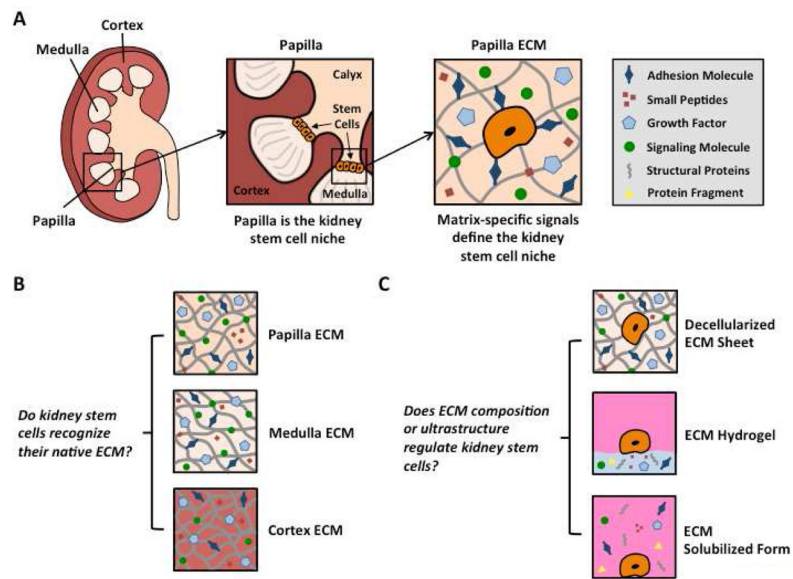 A
Cortex
Medulla
Papilla
Papilla
Calyx
Stem
Cells
Cortex
Medulla
Papilla is the kidney
stem cell niche
Papilla ECM
Matrix-specific signals
define the kidney
stem cell niche
Adhesion Molecule
Small Peptides
Growth Factor
Signaling Molecule
Structural Proteins
Protein Fragment
B
Do kidney stem
cells recognize
their native ECM?
Papilla ECM
Medulla ECM
Cortex ECM
C
Does ECM composition
or ultrastructure
regulate kidney stem
cells?
Decellularized
ECM Sheet
ECM Hydrogel
ECM
Solubilized Form